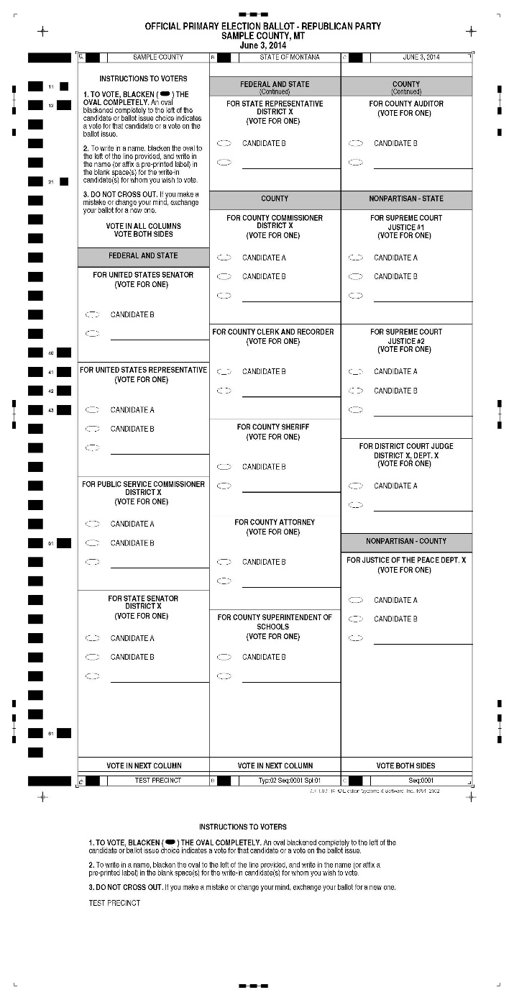 OFFICIAL PRIMARY ELECTION BALLOT - REPUBLICAN PARTY
SAMPLE COUNTY, MT
June 3, 2014
A SAMPLE COUNTY B STATE OF MONTANA C JUNE 3, 2014
11
12
21
40
41
42
43
51
61
INSTRUCTIONS TO VOTERS
1. TO VOTE, BLACKEN ( ) THE
OVAL COMPLETELY. An oval
blackened completely to the left of the
candidate or ballot issue choice indicates
a vote for that candidate or a vote on the
ballot issue.
2. To write in a name, blacken the oval to
the left of the line provided, and write in
the name (or affix a pre-printed label) in
the blank space(s) for the write-in
candidate(s) for whom you wish to vote.
3. DO NOT CROSS OUT. If you make a
mistake or change your mind, exchange
your ballot for a new one.
VOTE IN ALL COLUMNS
VOTE BOTH SIDES
FEDERAL AND STATE
FOR UNITED STATES SENATOR
(VOTE FOR ONE)
CANDIDATE B
FOR UNITED STATES REPRESENTATIVE
(VOTE FOR ONE)
CANDIDATE A
CANDIDATE B
FOR PUBLIC SERVICE COMMISSIONER
DISTRICT X
(VOTE FOR ONE)
CANDIDATE A
CANDIDATE B
FOR STATE SENATOR
DISTRICT X
(VOTE FOR ONE)
CANDIDATE A
CANDIDATE B
VOTE IN NEXT COLUMN
FEDERAL AND STATE
(Continued)
FOR STATE REPRESENTATIVE
DISTRICT X
(VOTE FOR ONE)
CANDIDATE B
COUNTY
FOR COUNTY COMMISSIONER
DISTRICT X
(VOTE FOR ONE)
CANDIDATE A
CANDIDATE B
FOR COUNTY CLERK AND RECORDER
(VOTE FOR ONE)
CANDIDATE B
FOR COUNTY SHERIFF
(VOTE FOR ONE)
CANDIDATE B
FOR COUNTY ATTORNEY
(VOTE FOR ONE)
CANDIDATE B
FOR COUNTY SUPERINTENDENT OF
SCHOOLS
(VOTE FOR ONE)
CANDIDATE B
VOTE IN NEXT COLUMN
COUNTY
(Continued)
FOR COUNTY AUDITOR
(VOTE FOR ONE)
CANDIDATE B
NONPARTISAN - STATE
FOR SUPREME COURT
JUSTICE #1
(VOTE FOR ONE)
CANDIDATE A
CANDIDATE B
FOR SUPREME COURT
JUSTICE #2
(VOTE FOR ONE)
CANDIDATE A
CANDIDATE B
FOR DISTRICT COURT JUDGE
DISTRICT X, DEPT. X
(VOTE FOR ONE)
CANDIDATE A
NONPARTISAN - COUNTY
FOR JUSTICE OF THE PEACE DEPT. X
(VOTE FOR ONE)
CANDIDATE A
CANDIDATE B
VOTE BOTH SIDES
A TEST PRECINCT B Typ:02 Seq:0001 Spl:01 C Seq:0001
© Election Systems & Software, Inc. 1981, 2002
INSTRUCTIONS TO VOTERS
1. TO VOTE, BLACKEN ( ) THE OVAL COMPLETELY. An oval blackened completely to the left of the
candidate or ballot issue choice indicates a vote for that candidate or a vote on the ballot issue.
2. To write in a name, blacken the oval to the left of the line provided, and write in the name (or affix a
pre-printed label) in the blank space(s) for the write-in candidate(s) for whom you wish to vote.
3. DO NOT CROSS OUT. If you make a mistake or change your mind, exchange your ballot for a new one.
TEST PRECINCT